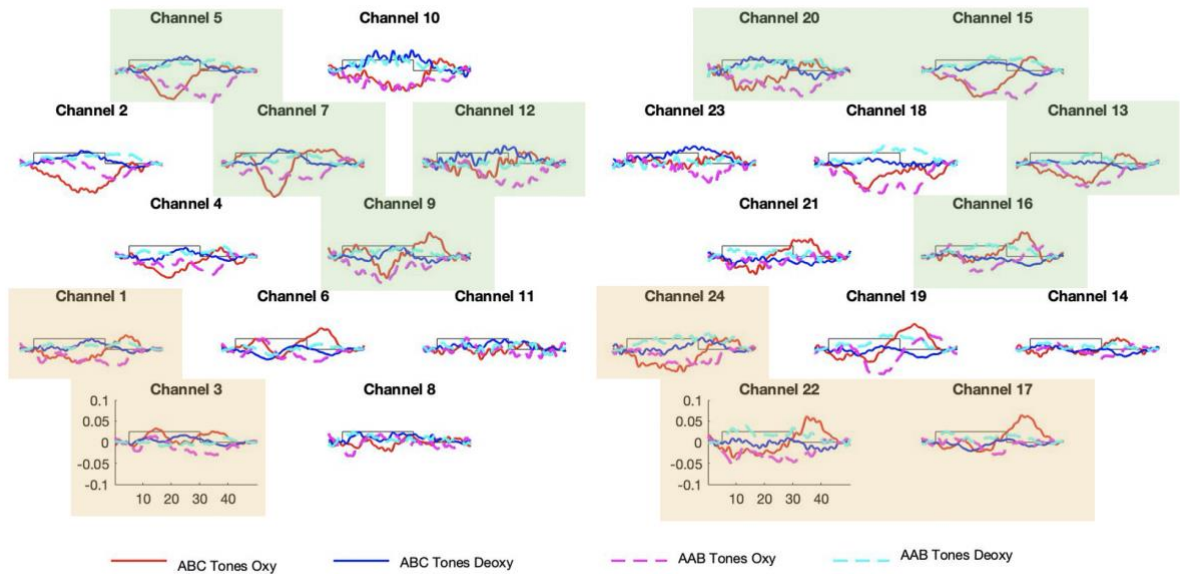 Channel 5 Channel 10 Channel 20 Channel 15
Channel 2 Channel 7 Channel 12 Channel 23 Channel 18 Channel 13
Channel 4 Channel 9 Channel 21 Channel 16
Channel 1 Channel 6 Channel 11 Channel 24 Channel 19 Channel 14
Channel 3 Channel 8 Channel 22 Channel 17
0.1 0.1
0.05 0.05
0 0
-0.05 -0.05
-0.1 -0.1
10 20 30 40 10 20 30 40
ABC Tones Oxy ABC Tones Deoxy AAB Tones Oxy AAB Tones Deoxy